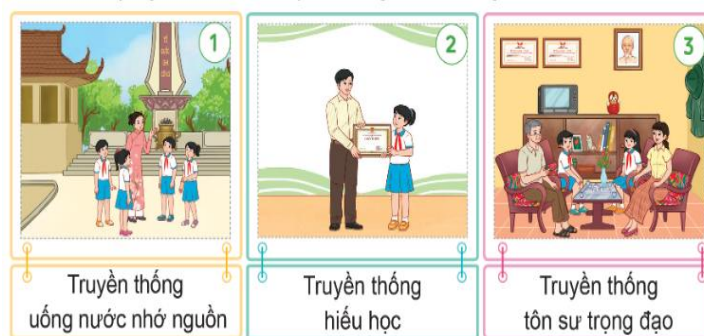 1
2
3
Truyền thống
uống nước nhớ nguồn
Truyền thống
hiếu học
Truyền thống
tôn sư trọng đạo